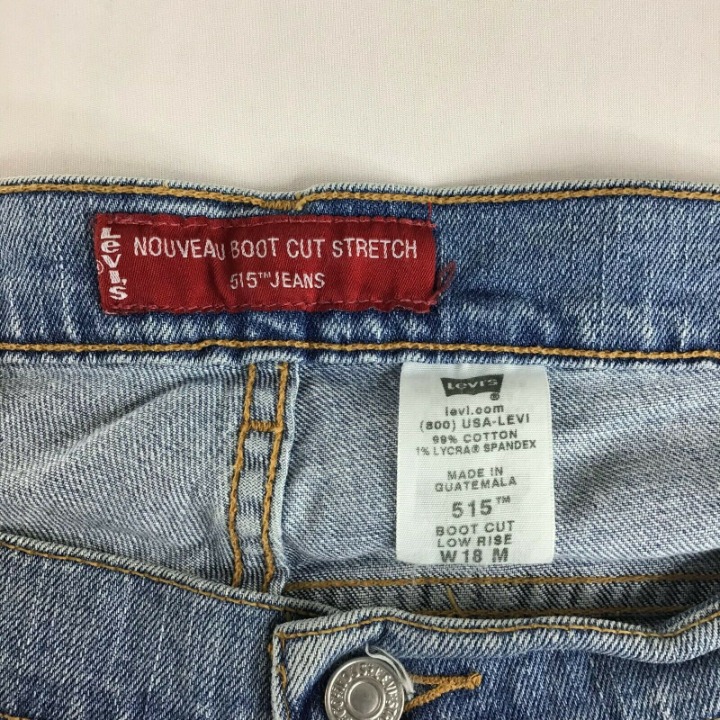 Levi's
®
NOUVEAU BOOT CUT STRETCH
515™ JEANS
Levi's
®
levi.com
(800) USA-LEVI
99% COTTON
1% LYCRA® SPANDEX
MADE IN
GUATEMALA
515™
BOOT CUT
LOW RISE
W 18 M